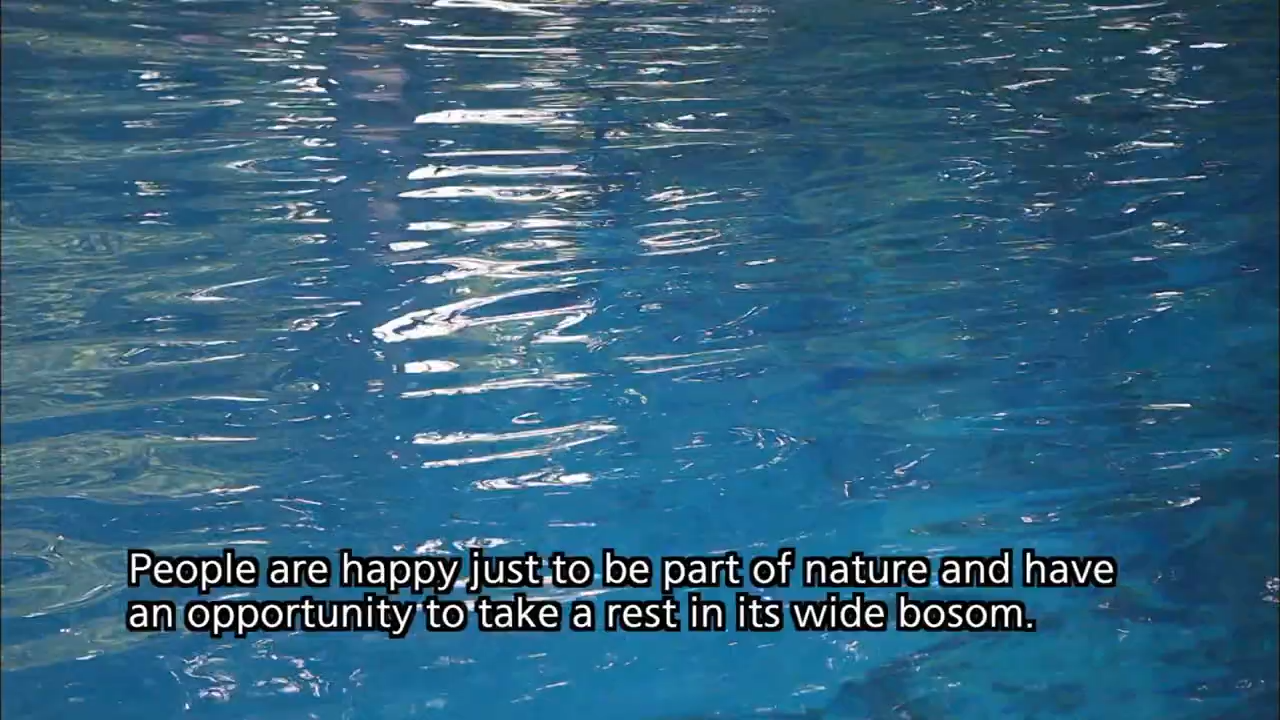 People are happy just to be part of nature and have
an opportunity to take a rest in its wide bosom.